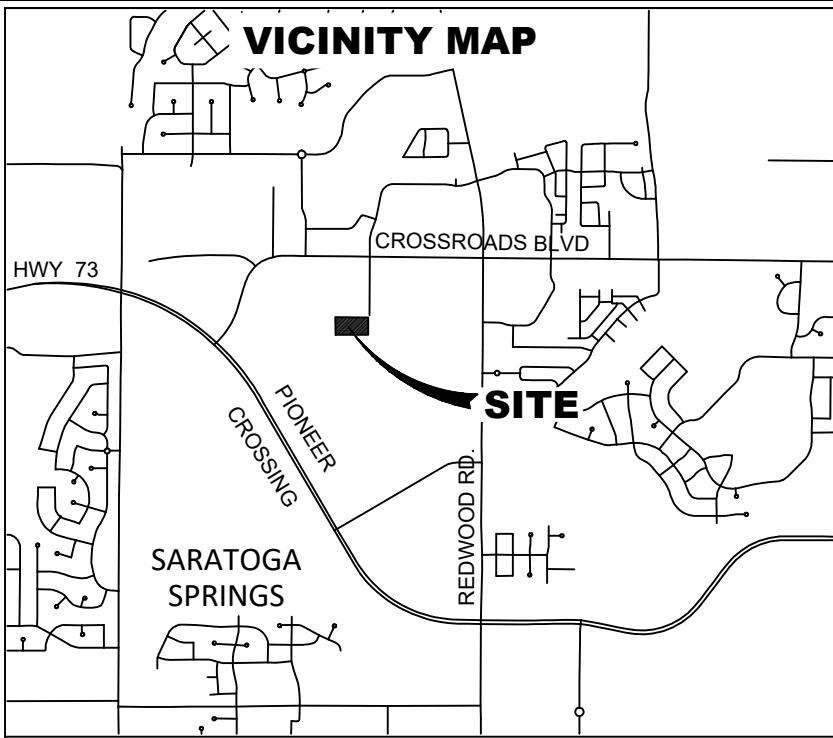 VICINITY MAP
CROSSROADS BLVD
HWY 73
PIONEER
CROSSING
SITE
REDWOOD RD.
SARATOGA
SPRINGS